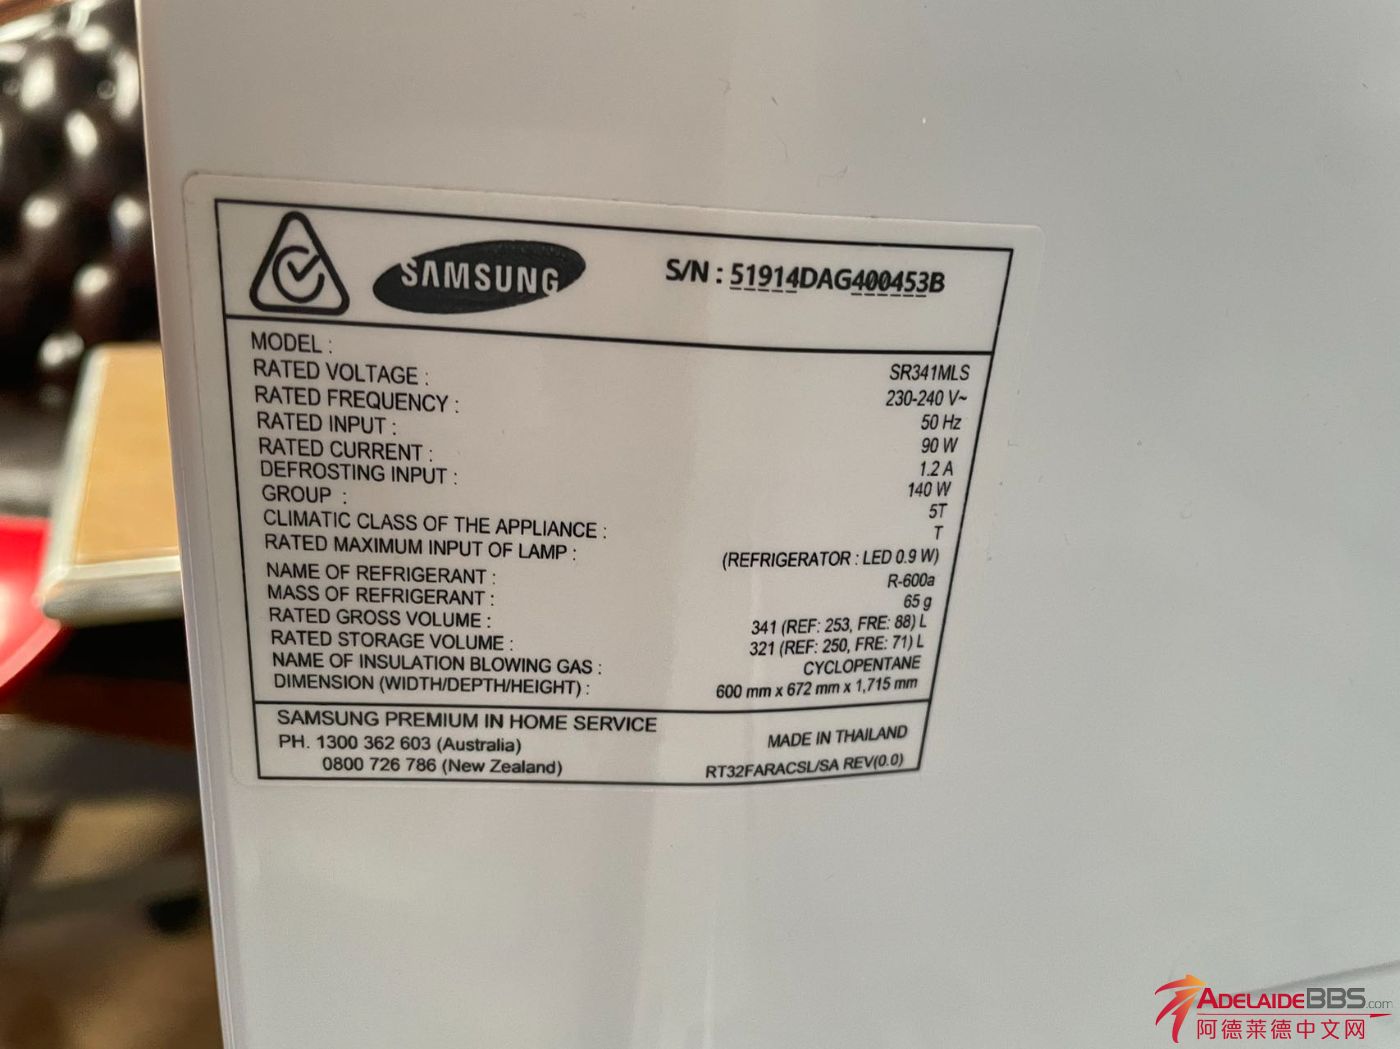 SAMSUNG
S/N : 51914DAG400453B
MODEL : SR341MLS
RATED VOLTAGE : 230-240 V~
RATED FREQUENCY : 50 Hz
RATED INPUT : 90 W
RATED CURRENT : 1.2 A
DEFROSTING INPUT : 140 W
GROUP : 5T
CLIMATIC CLASS OF THE APPLIANCE : T
RATED MAXIMUM INPUT OF LAMP : (REFRIGERATOR : LED 0.9 W)
NAME OF REFRIGERANT : R-600a
MASS OF REFRIGERANT : 65 g
RATED GROSS VOLUME : 341 (REF: 253, FRE: 88) L
RATED STORAGE VOLUME : 321 (REF: 250, FRE: 71) L
NAME OF INSULATION BLOWING GAS : CYCLOPENTANE
DIMENSION (WIDTH/DEPTH/HEIGHT) : 600 mm x 672 mm x 1,715 mm
SAMSUNG PREMIUM IN HOME SERVICE
PH. 1300 362 603 (Australia)
0800 726 786 (New Zealand)
MADE IN THAILAND
RT32FARACSL/SA REV(0.0)
ADELAIDEBBS.com
阿德莱德中文网